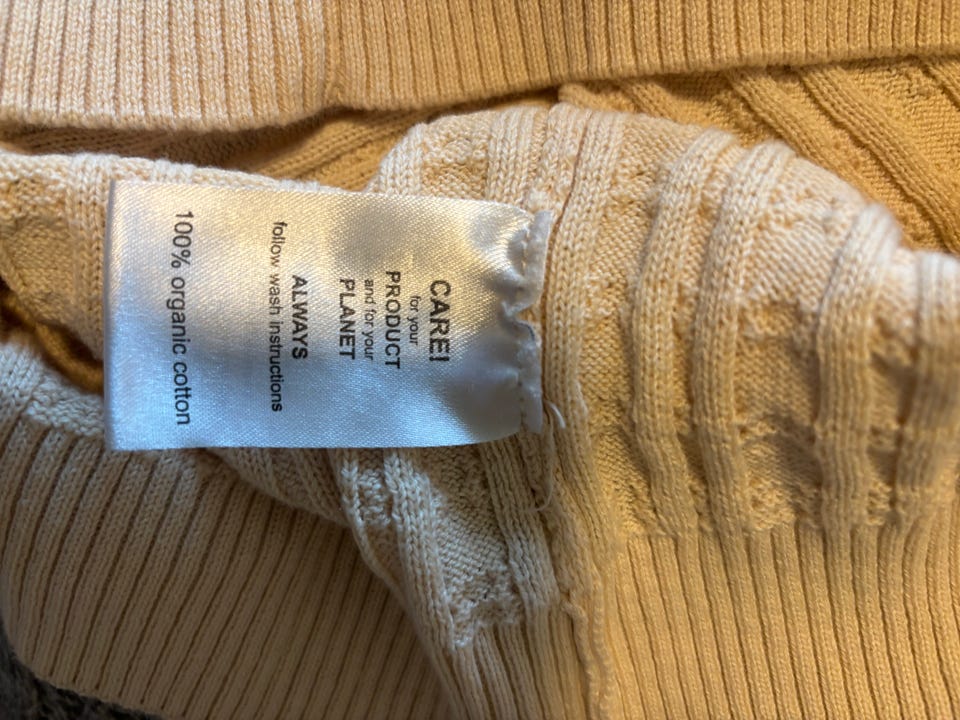 CARE!
for your
PRODUCT
and for your
PLANET
ALWAYS
follow wash instructions
100% organic cotton